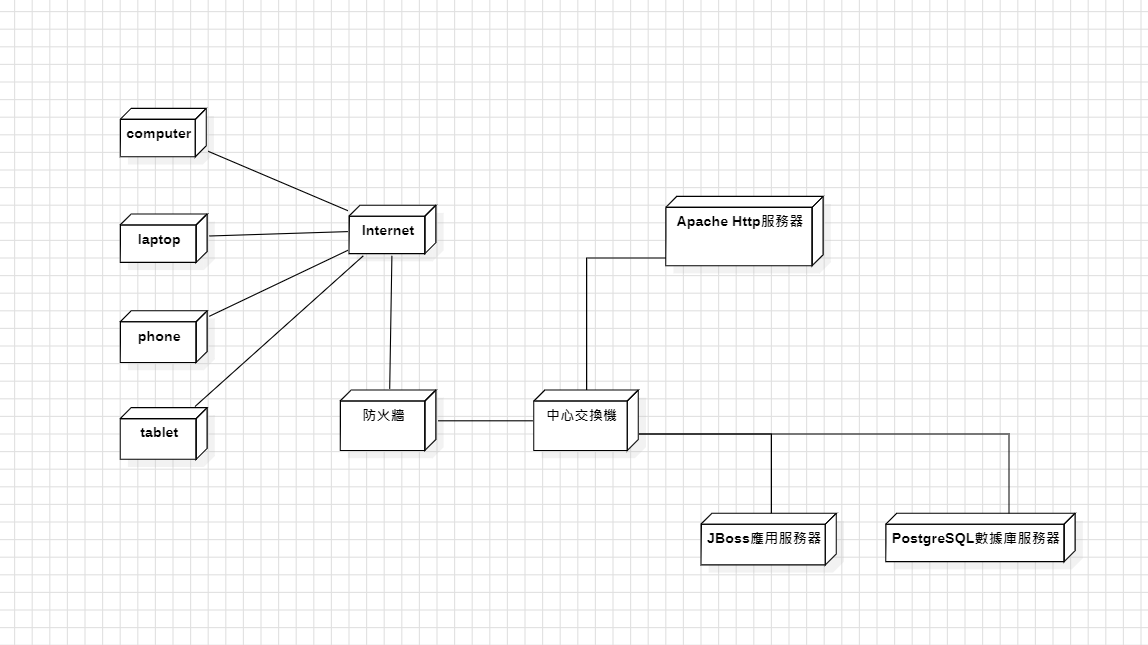 computer
laptop
phone
tablet
Internet
防火牆
中心交換機
Apache Http服務器
JBoss應用服務器
PostgreSQL數據庫服務器